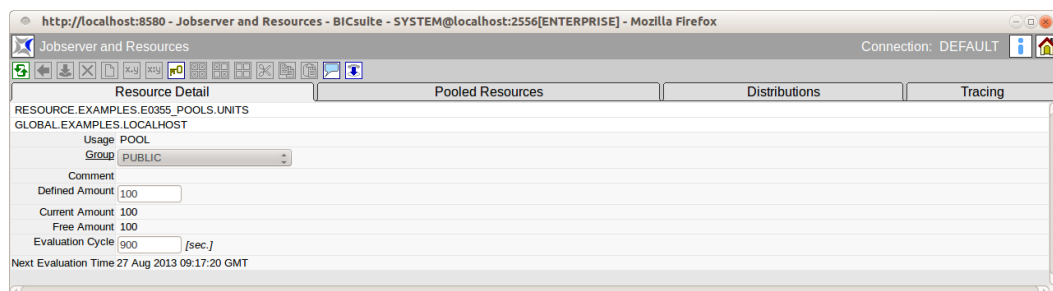 http://localhost:8580 - Jobserver and Resources - BICsuite - SYSTEM@localhost:2556[ENTERPRISE] - Mozilla Firefox
Jobserver and Resources Connection: DEFAULT
Resource Detail Pooled Resources Distributions Tracing
RESOURCE.EXAMPLES.E0355_POOLS.UNITS
GLOBAL.EXAMPLES.LOCALHOST
Usage POOL
Group PUBLIC
Comment
Defined Amount 100
Current Amount 100
Free Amount 100
Evaluation Cycle 900 [sec.]
Next Evaluation Time 27 Aug 2013 09:17:20 GMT